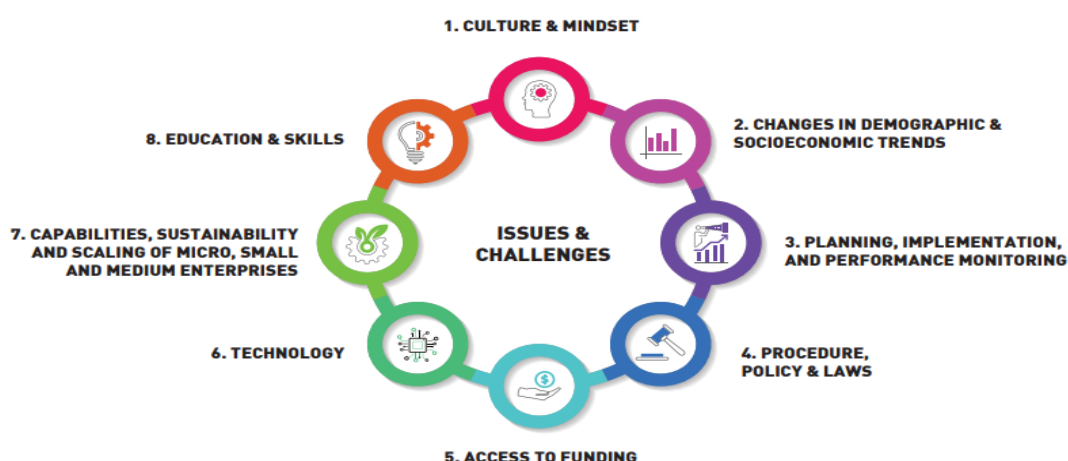 1. CULTURE & MINDSET
2. CHANGES IN DEMOGRAPHIC &
SOCIOECONOMIC TRENDS
3. PLANNING, IMPLEMENTATION,
AND PERFORMANCE MONITORING
4. PROCEDURE,
POLICY & LAWS
5. ACCESS TO FUNDING
6. TECHNOLOGY
7. CAPABILITIES, SUSTAINABILITY
AND SCALING OF MICRO, SMALL
AND MEDIUM ENTERPRISES
8. EDUCATION & SKILLS
ISSUES &
CHALLENGES
$